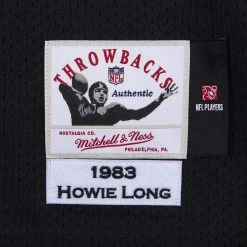 THROWBACKS
NFL
Authentic
NOSTALGIA CO.
Mitchell & Ness
PHILADELPHIA, PA.
NFL PLAYERS
1983
HOWIE LONG